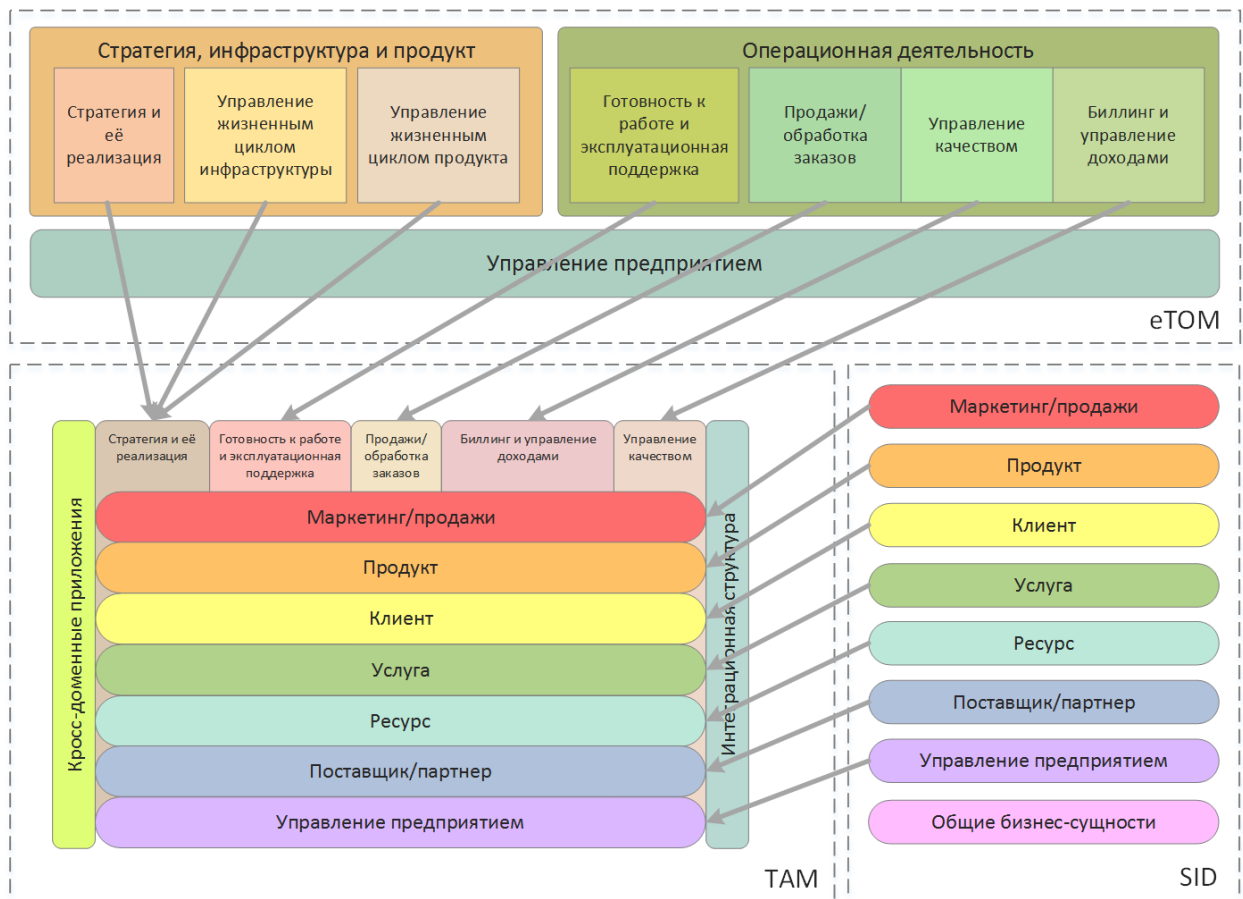 Стратегия, инфраструктура и продукт
Стратегия и
её
реализация
Управление
жизненным
циклом
инфраструктуры
Управление
жизненным
циклом продукта
Операционная деятельность
Готовность к
работе и
эксплуатационная
поддержка
Продажи/
обработка
заказов
Управление
качеством
Биллинг и
управление
доходами
Управление предприятием
eTOM
Кросс-доменные приложения
Стратегия и её
реализация
Готовность к работе
и эксплуатационная
поддержка
Продажи/
обработка
заказов
Биллинг и управление
доходами
Управление
качеством
Маркетинг/продажи
Продукт
Клиент
Услуга
Ресурс
Поставщик/партнер
Управление предприятием
Интеграционная структура
TAM
Маркетинг/продажи
Продукт
Клиент
Услуга
Ресурс
Поставщик/партнер
Управление предприятием
Общие бизнес-сущности
SID